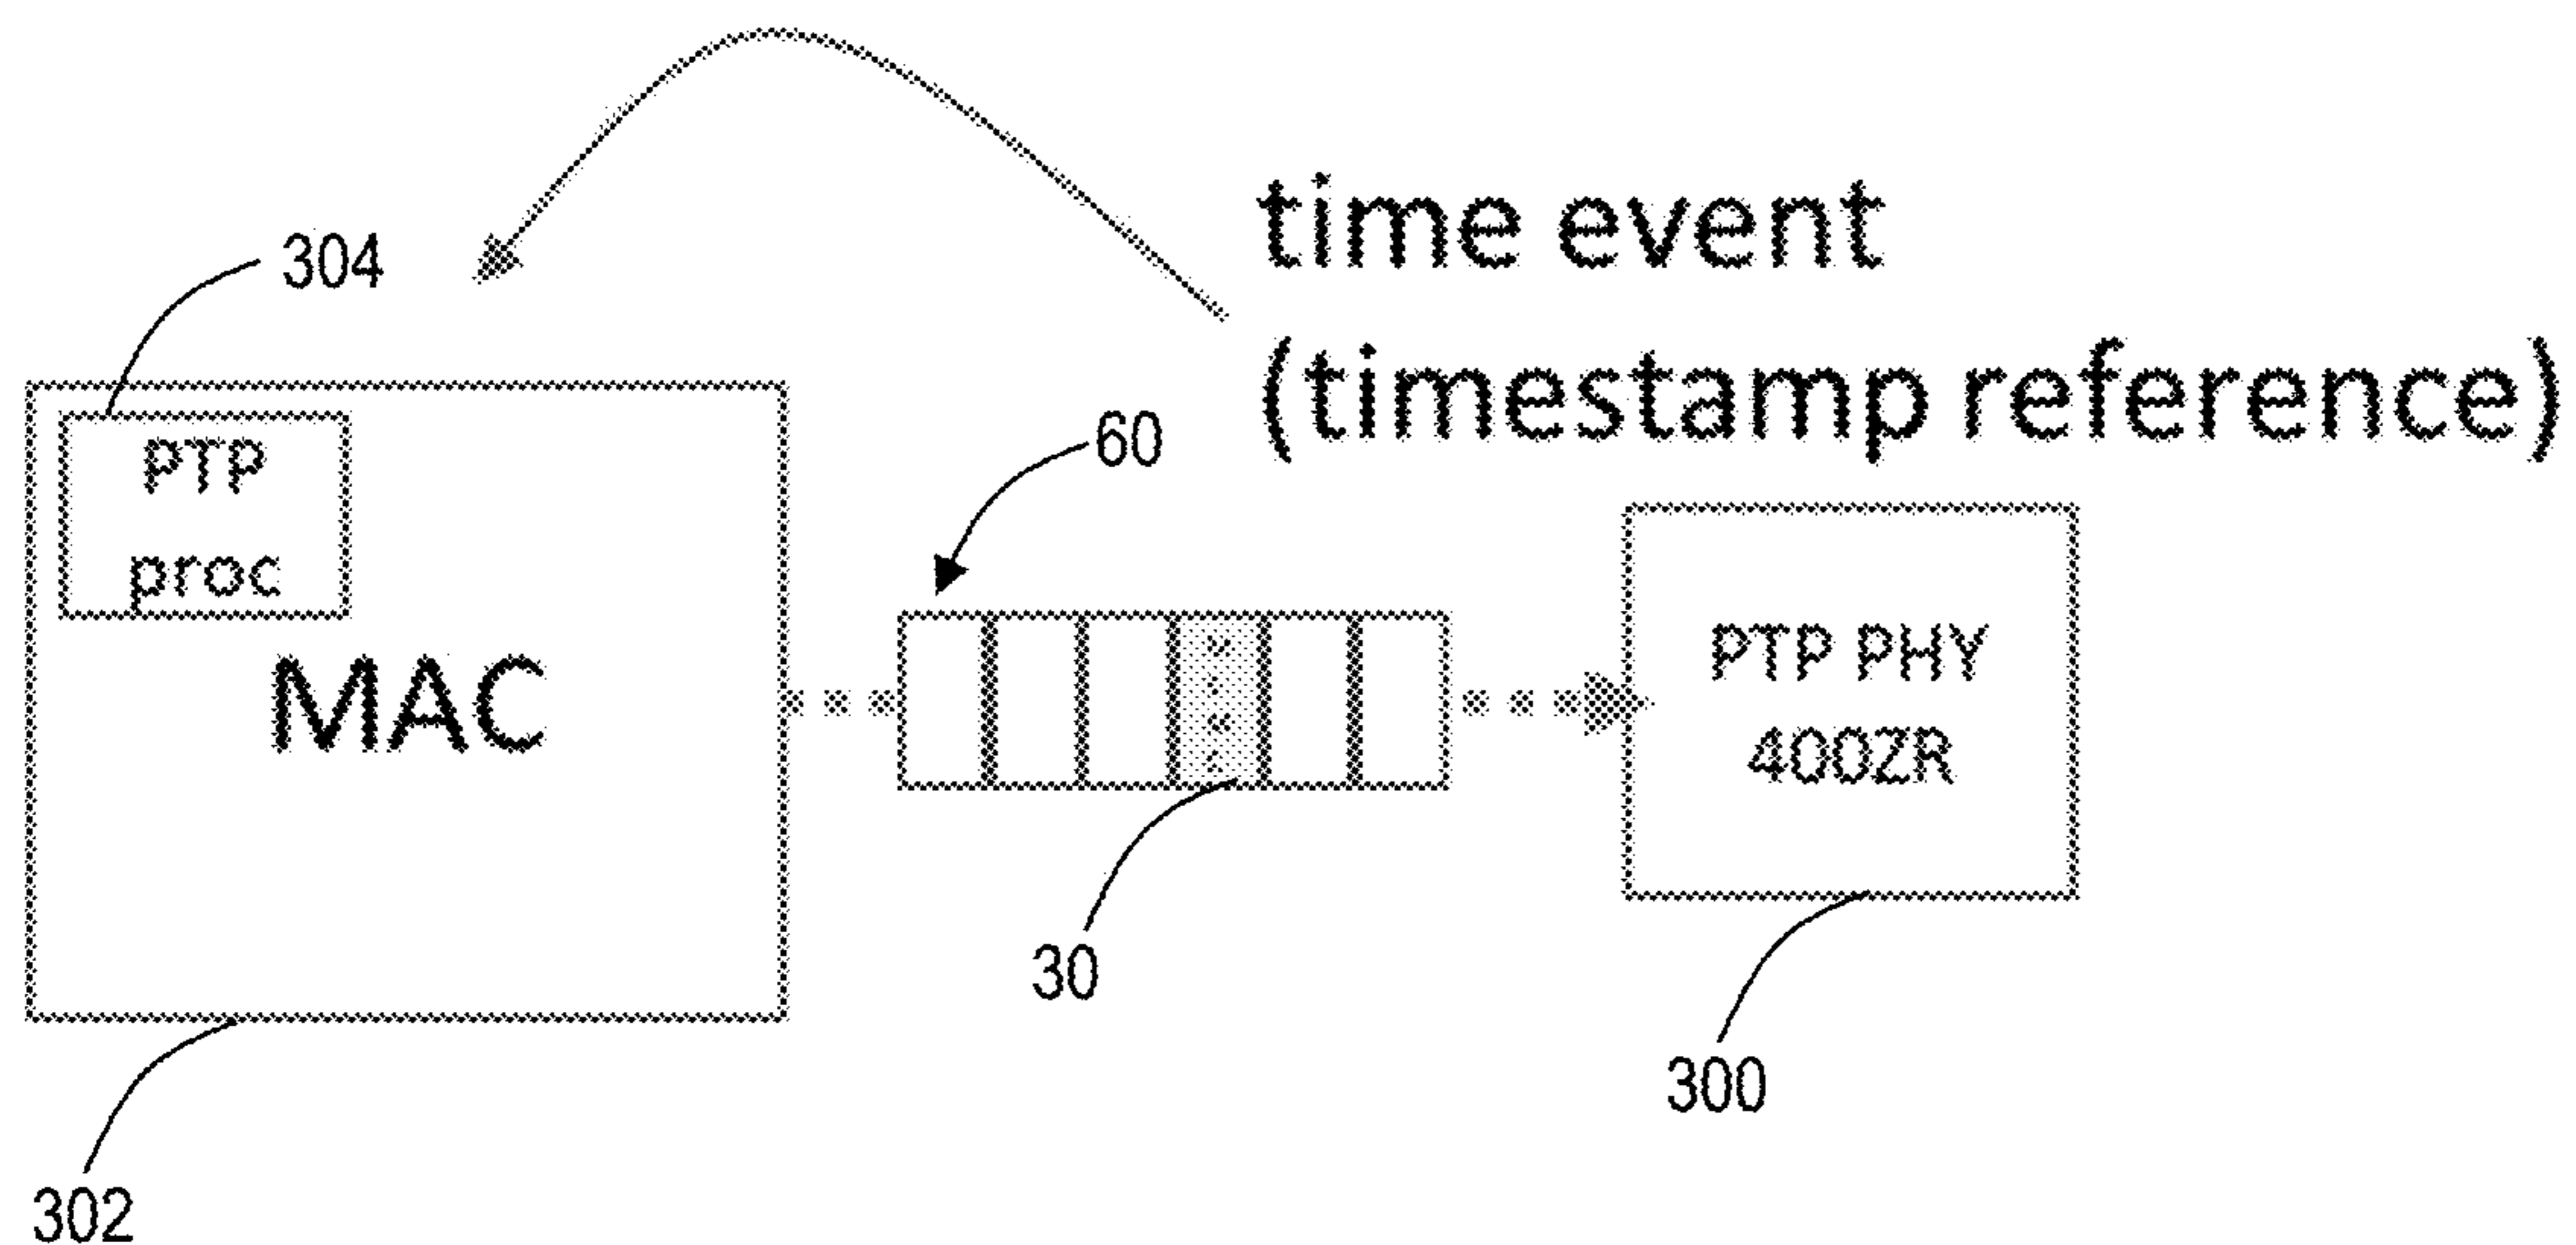 time event
(timestamp reference)
304
60
PTP
proc
MAC
PTP PHY
400ZR
30
300
302